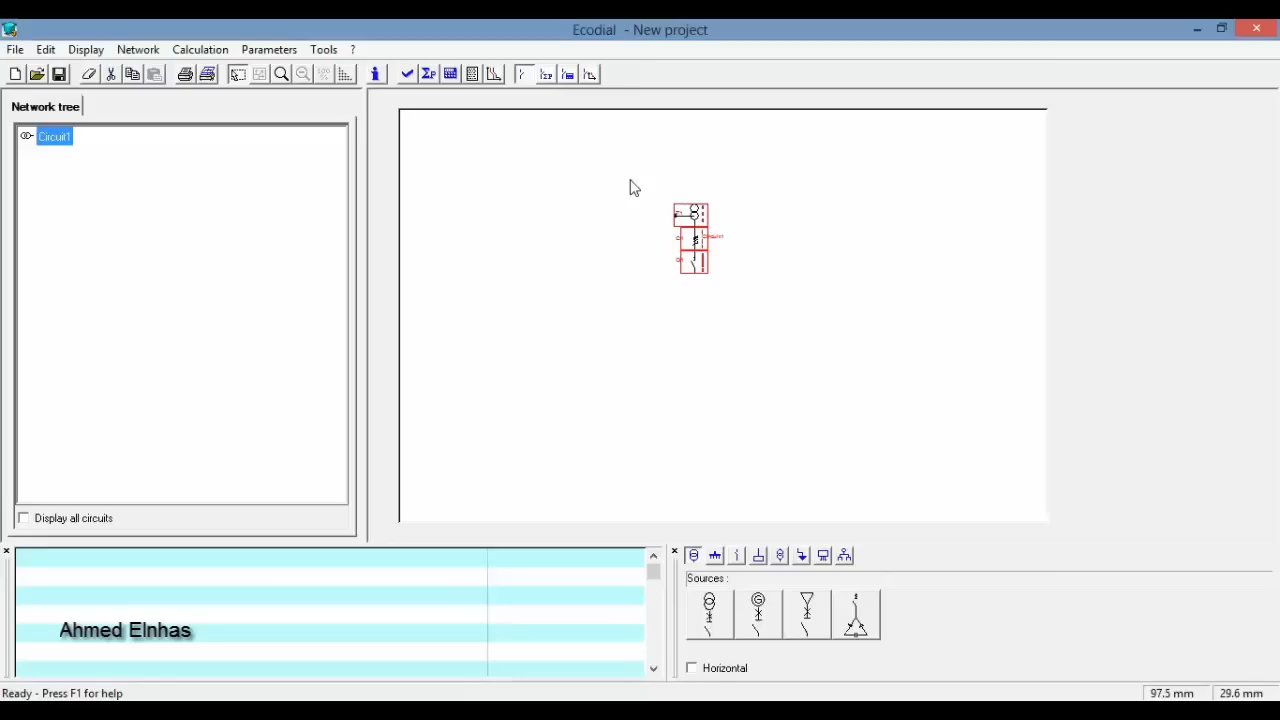 Ecodial - New project
File Edit Display Network Calculation Parameters Tools ?
Network tree
Circuit1
Display all circuits
Sources :
Horizontal
Ahmed Elnhas
Ready - Press F1 for help
97.5 mm 29.6 mm